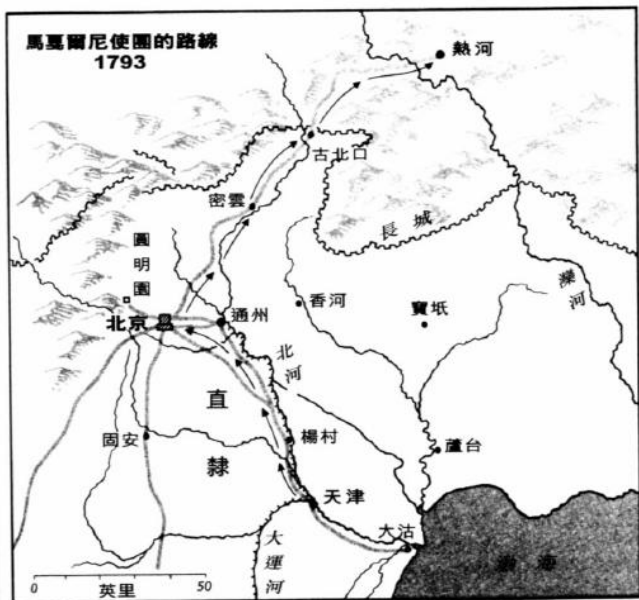 馬戛爾尼使團的路線
1793
熱河
古北口
密雲
長城
圓明園
灤河
香河
寶坻
北京
通州
北河
直隸
固安
楊村
蘆台
天津
大沽
大運河
渤海
0 50
英里